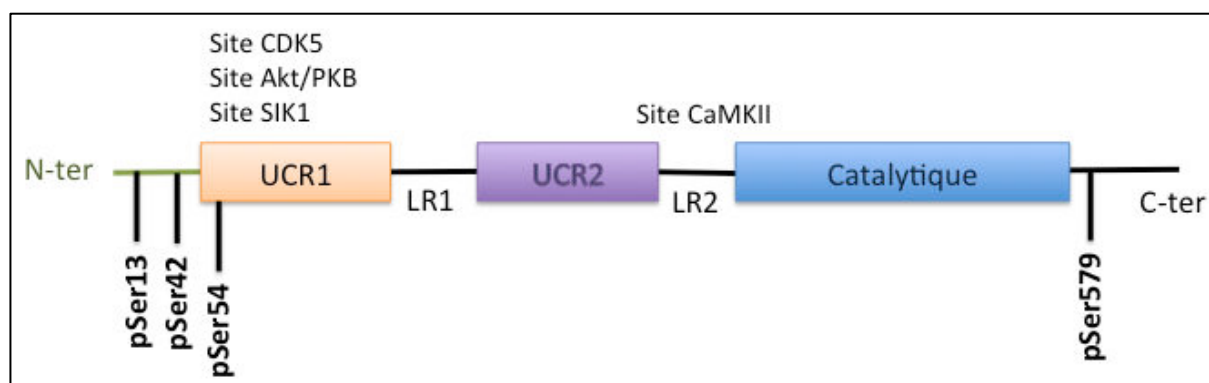 Site CDK5
Site Akt/PKB
Site SIK1
Site CaMKII
N-ter
UCR1
UCR2
Catalytique
LR1
LR2
C-ter
pSer13
pSer42
pSer54
pSer579